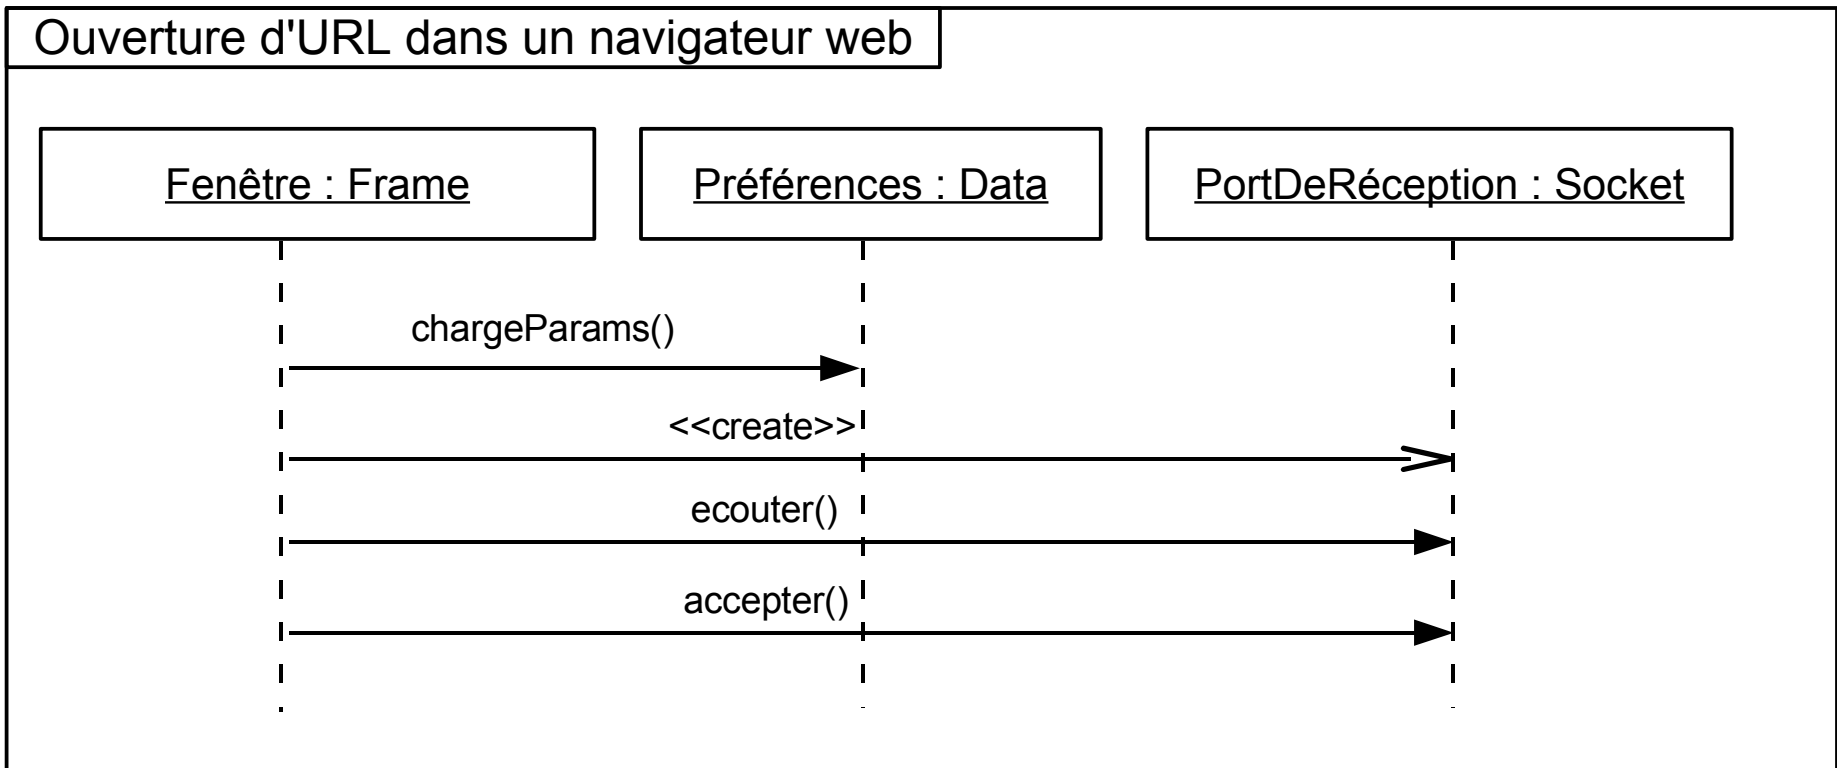 Ouverture d'URL dans un navigateur web
Fenêtre : Frame
Préférences : Data
PortDeRéception : Socket
chargeParams()
<<create>>
ecouter()
accepter()